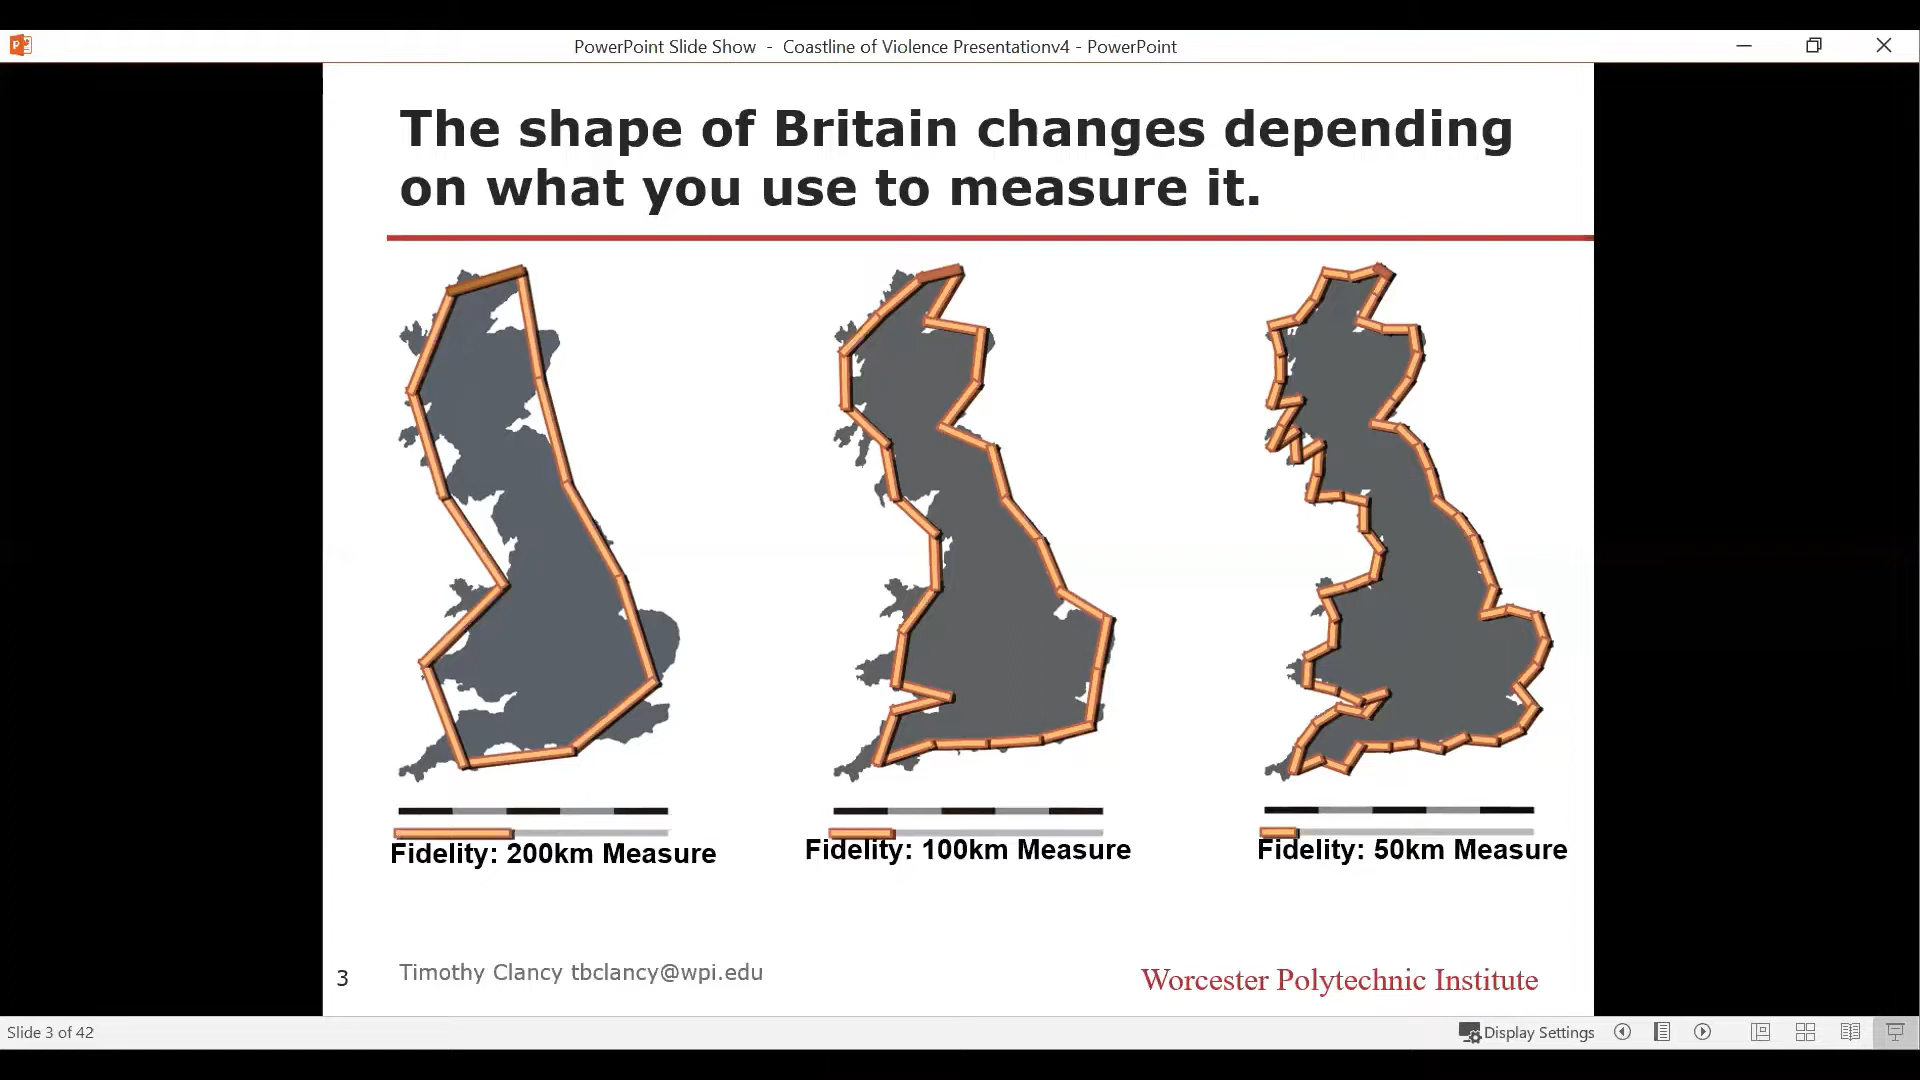 PowerPoint Slide Show - Coastline of Violence Presentationv4 - PowerPoint
The shape of Britain changes depending
on what you use to measure it.
Fidelity: 200km Measure
Fidelity: 100km Measure
Fidelity: 50km Measure
3
Timothy Clancy tbclancy@wpi.edu
Worcester Polytechnic Institute
Slide 3 of 42
Display Settings